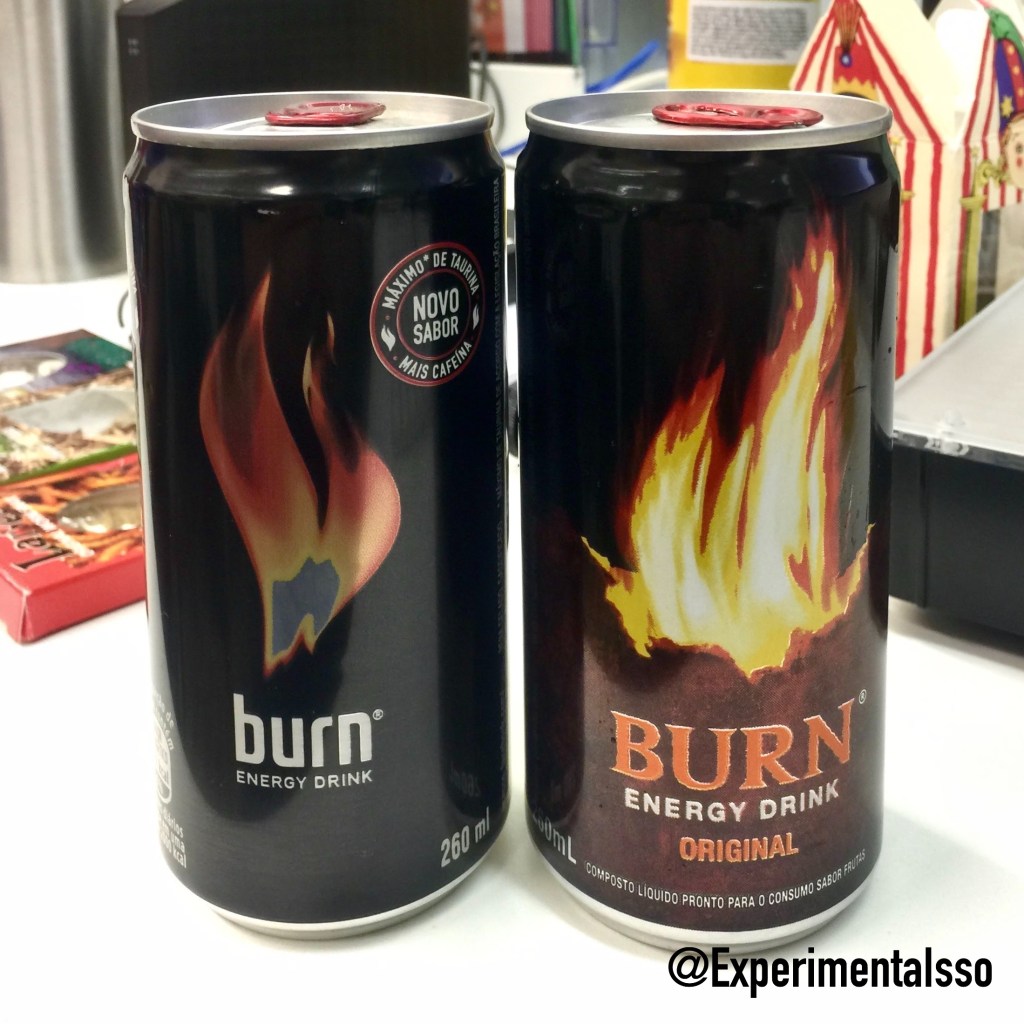 MÁXIMO* DE TAURINA
NOVO
SABOR
MAIS CAFEÍNA
burn®
ENERGY DRINK
260 ml
BURN®
ENERGY DRINK
ORIGINAL
COMPOSTO LÍQUIDO PRONTO PARA O CONSUMO SABOR FRUTAS
@ExperimentaIsso